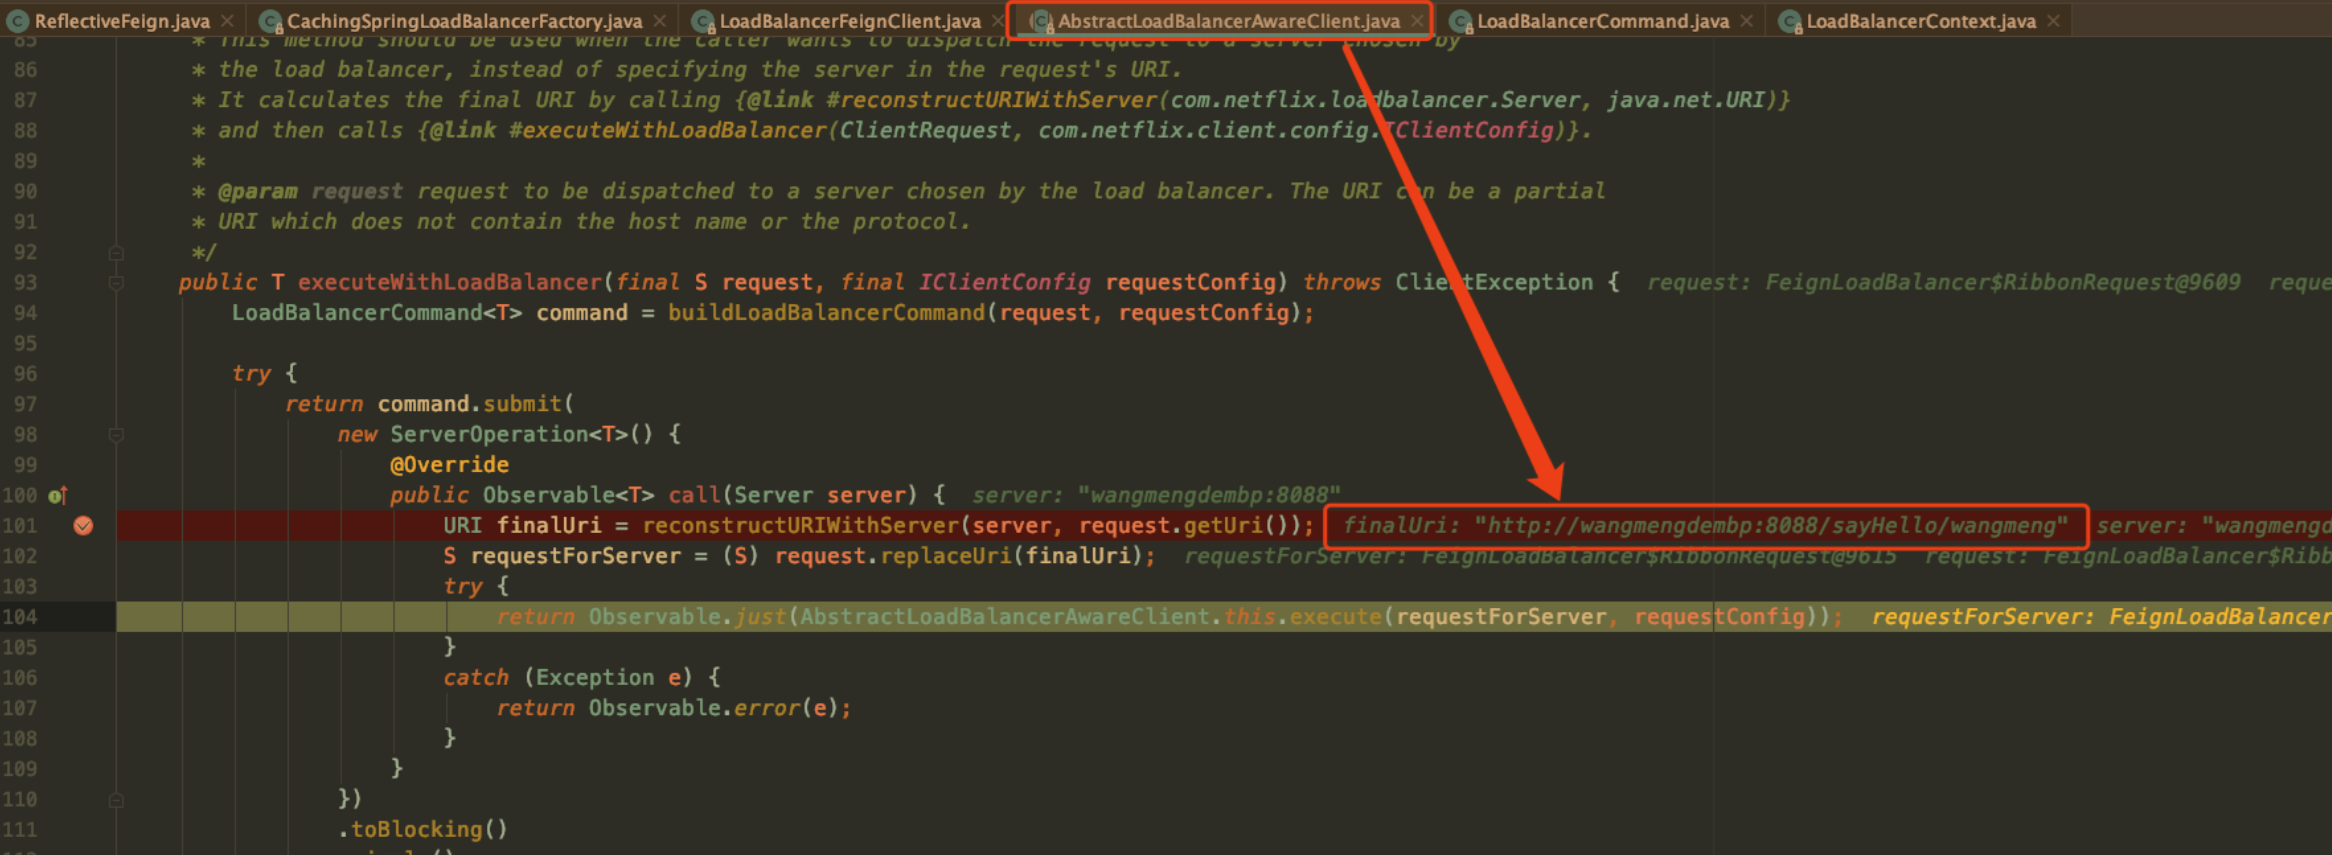 ReflectiveFeign.java × CachingSpringLoadBalancerFactory.java × LoadBalancerFeignClient.java × AbstractLoadBalancerAwareClient.java × LoadBalancerCommand.java × LoadBalancerContext.java ×
85 * This method should be used when the caller wants to dispatch the request to a server chosen by
86 * the load balancer, instead of specifying the server in the request's URI.
87 * It calculates the final URI by calling {@link #reconstructURIWithServer(com.netflix.loadbalancer.Server, java.net.URI)}
88 * and then calls {@link #executeWithLoadBalancer(ClientRequest, com.netflix.client.config.IClientConfig)}.
89 *
90 * @param request request to be dispatched to a server chosen by the load balancer. The URI can be a partial
91 * URI which does not contain the host name or the protocol.
92 */
93 public T executeWithLoadBalancer(final S request, final IClientConfig requestConfig) throws ClientException { request: FeignLoadBalancer$RibbonRequest@9609 reque
94 LoadBalancerCommand<T> command = buildLoadBalancerCommand(request, requestConfig);
95
96 try {
97 return command.submit(
98 new ServerOperation<T>() {
99 @Override
100 public Observable<T> call(Server server) { server: "wangmengdembp:8088"
101 URI finalUri = reconstructURIWithServer(server, request.getUri()); finalUri: "http://wangmengdembp:8088/sayHello/wangmeng" server: "wangmengd
102 S requestForServer = (S) request.replaceUri(finalUri); requestForServer: FeignLoadBalancer$RibbonRequest@9615 request: FeignLoadBalancer$Ribb
103 try {
104 return Observable.just(AbstractLoadBalancerAwareClient.this.execute(requestForServer, requestConfig)); requestForServer: FeignLoadBalancer
105 }
106 catch (Exception e) {
107 return Observable.error(e);
108 }
109 }
110 })
111 .toBlocking()